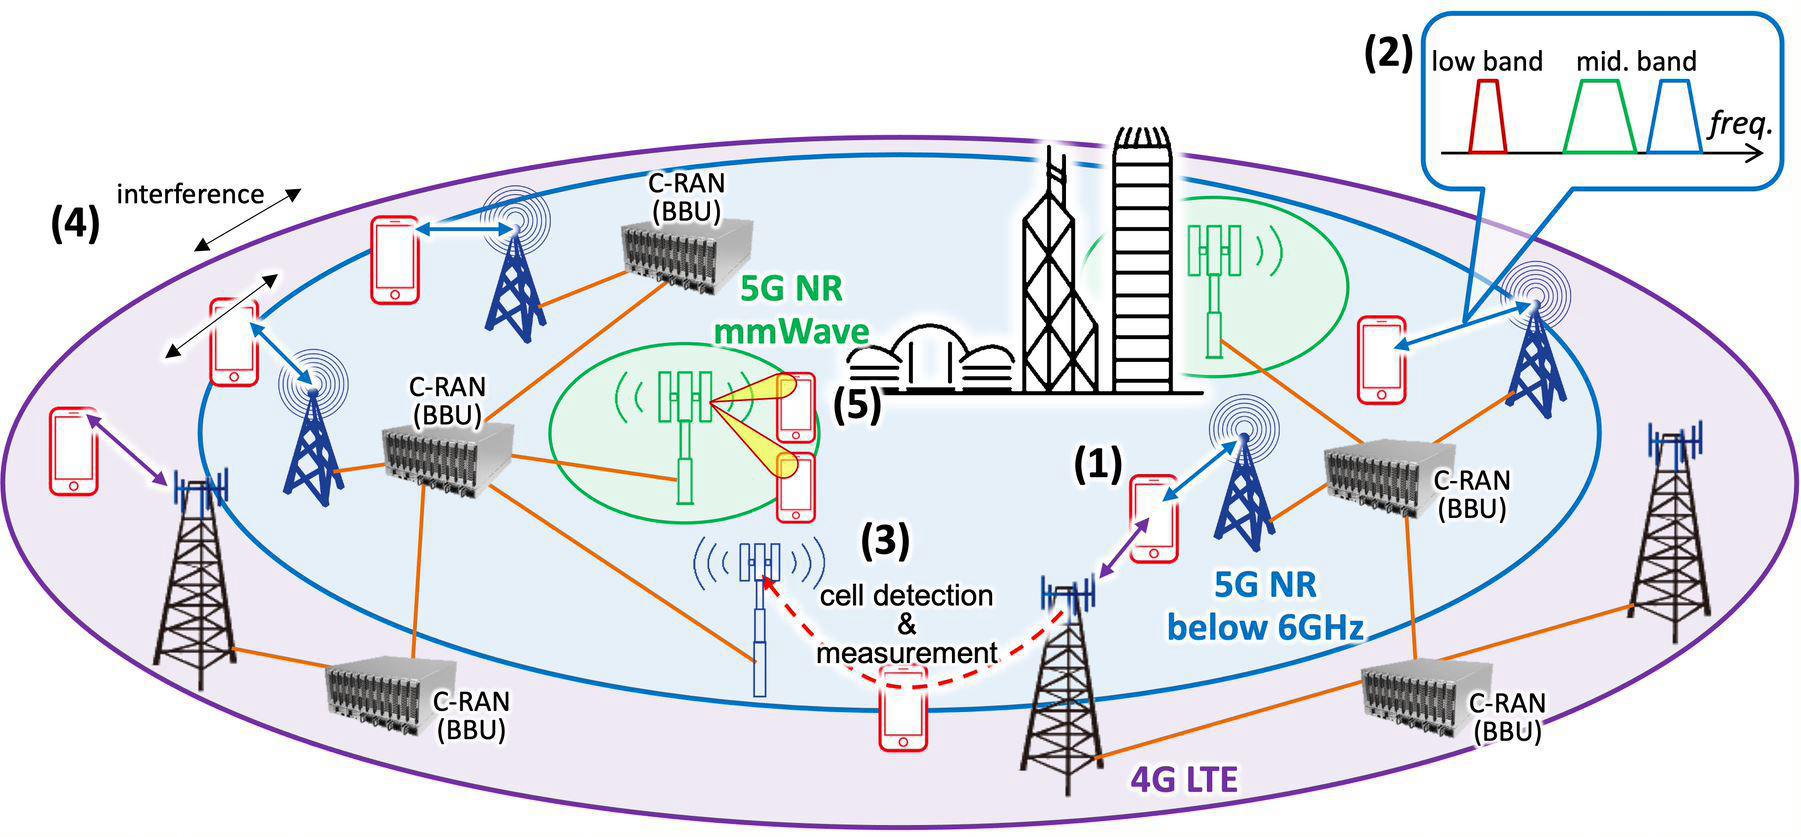 (2)
low band
mid. band
freq.
(4)
interference
C-RAN
(BBU)
5G NR
mmWave
C-RAN
(BBU)
(5)
(1)
C-RAN
(BBU)
(3)
cell detection
&
measurement
5G NR
below 6GHz
C-RAN
(BBU)
C-RAN
(BBU)
4G LTE